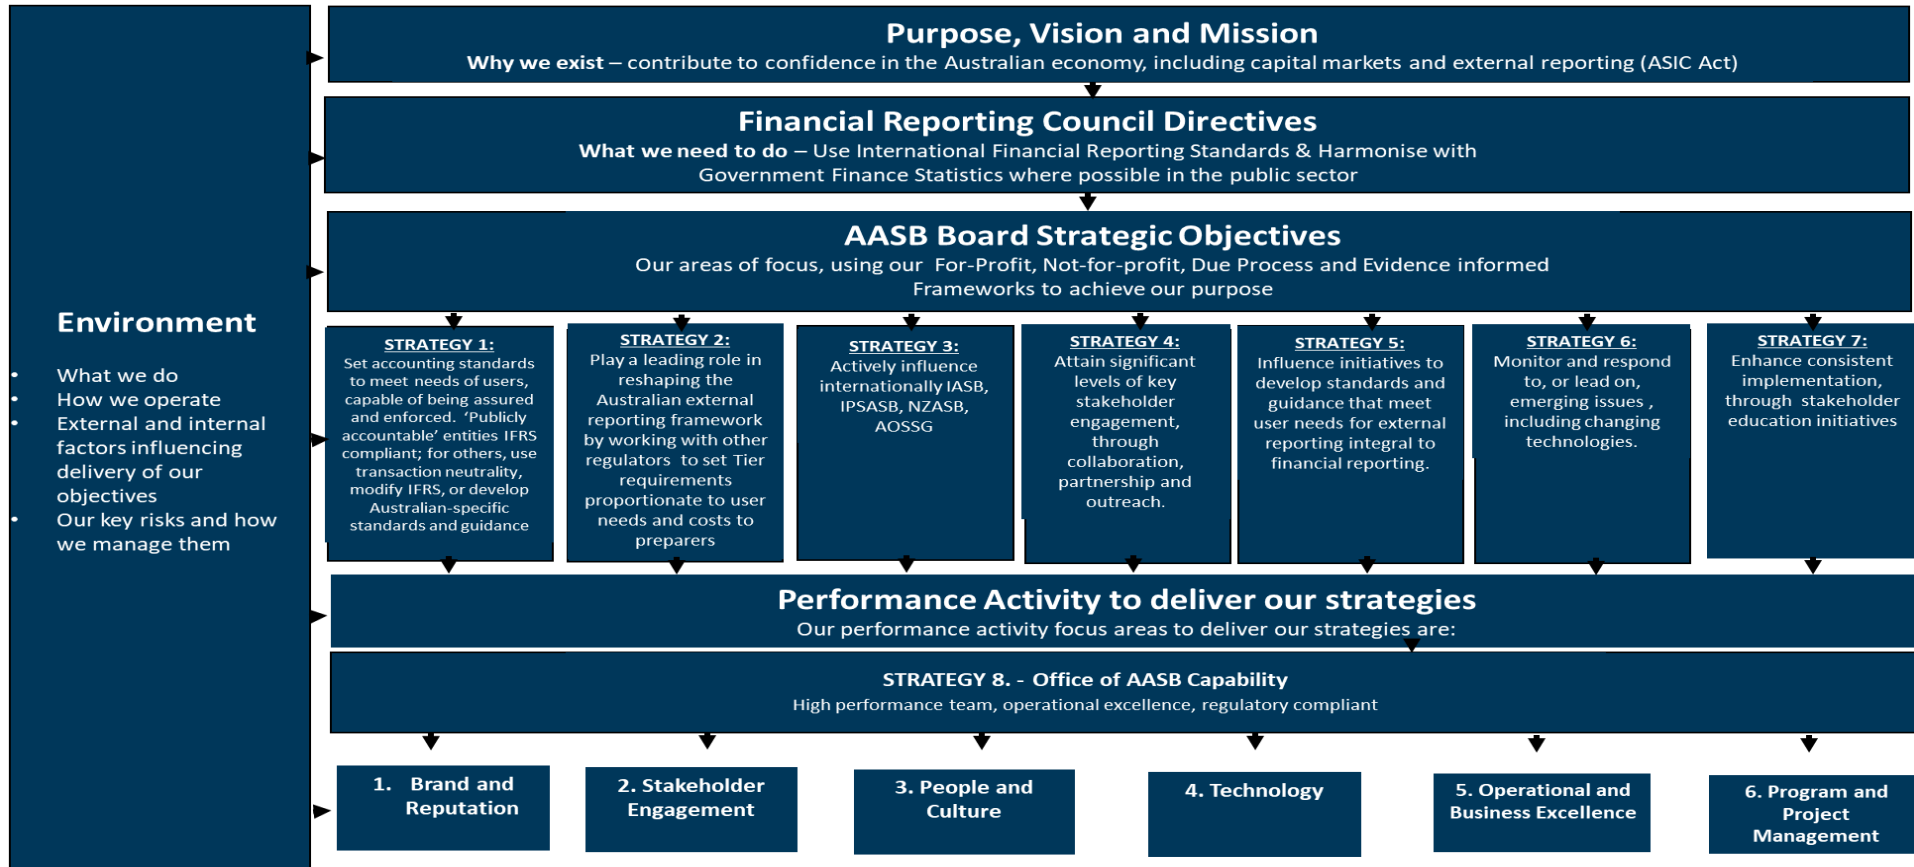 Purpose, Vision and Mission
Why we exist – contribute to confidence in the Australian economy, including capital markets and external reporting (ASIC Act)
Financial Reporting Council Directives
What we need to do – Use International Financial Reporting Standards & Harmonise with
Government Finance Statistics where possible in the public sector
AASB Board Strategic Objectives
Our areas of focus, using our For-Profit, Not-for-profit, Due Process and Evidence informed
Frameworks to achieve our purpose
Environment
• What we do
• How we operate
• External and internal
factors influencing
delivery of our
objectives
• Our key risks and how
we manage them
STRATEGY 1:
Set accounting standards
to meet needs of users,
capable of being assured
and enforced. ‘Publicly
accountable’ entities IFRS
compliant; for others, use
transaction neutrality,
modify IFRS, or develop
Australian-specific
standards and guidance
STRATEGY 2:
Play a leading role in
reshaping the
Australian external
reporting framework
by working with other
regulators to set Tier
requirements
proportionate to user
needs and costs to
preparers
STRATEGY 3:
Actively influence
internationally IASB,
IPSASB, NZASB,
AOSSG
STRATEGY 4:
Attain significant
levels of key
stakeholder
engagement,
through
collaboration,
partnership and
outreach.
STRATEGY 5:
Influence initiatives to
develop standards and
guidance that meet
user needs for external
reporting integral to
financial reporting.
STRATEGY 6:
Monitor and respond
to, or lead on,
emerging issues ,
including changing
technologies.
STRATEGY 7:
Enhance consistent
implementation,
through stakeholder
education initiatives
Performance Activity to deliver our strategies
Our performance activity focus areas to deliver our strategies are:
STRATEGY 8. - Office of AASB Capability
High performance team, operational excellence, regulatory compliant
1. Brand and
Reputation
2. Stakeholder
Engagement
3. People and
Culture
4. Technology
5. Operational and
Business Excellence
6. Program and
Project
Management